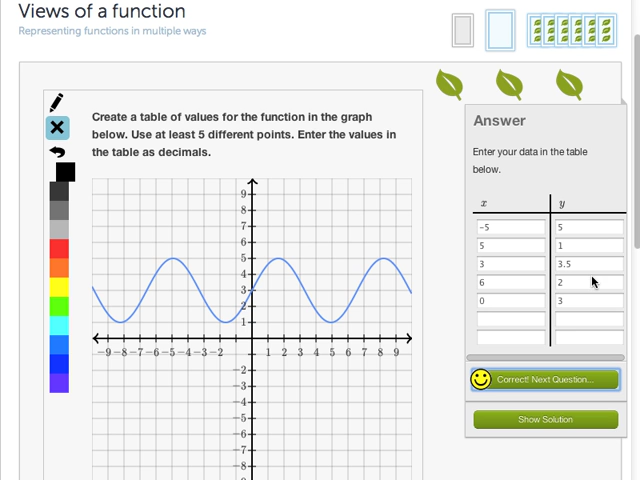 Views of a function
Representing functions in multiple ways
Create a table of values for the function in the graph
below. Use at least 5 different points. Enter the values in
the table as decimals.
Answer
Enter your data in the table
below.
x y
-5 5
5 1
3 3.5
6 2
0 3
Correct! Next Question...
Show Solution
9
8
7
6
5
4
3
2
1
−9 −8 −7 −6 −5 −4 −3 −2 1 2 3 4 5 6 7 8 9
−2
−3
−4
−5
−6
−7
−8